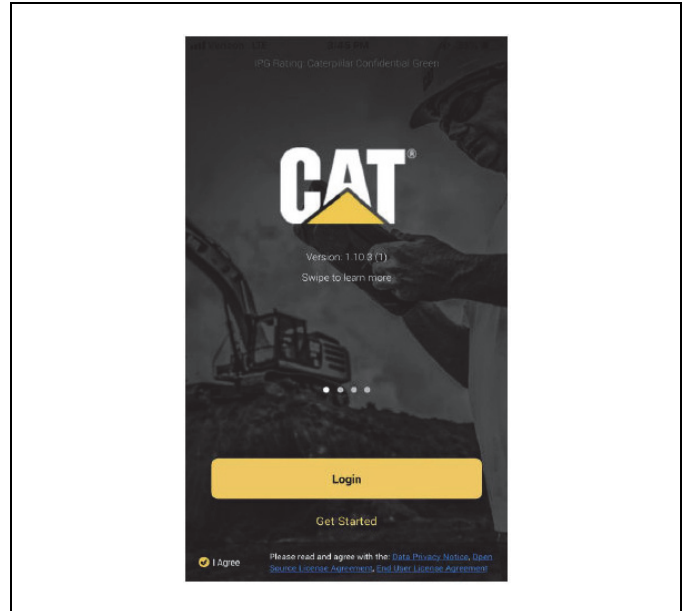 IPG Rating: Caterpillar Confidential Green
CAT®
Version: 1.10.3 (1)
Swipe to learn more
Login
Get Started
I Agree
Please read and agree with the: Data Privacy Notice, Open
Source License Agreement, End User License Agreement